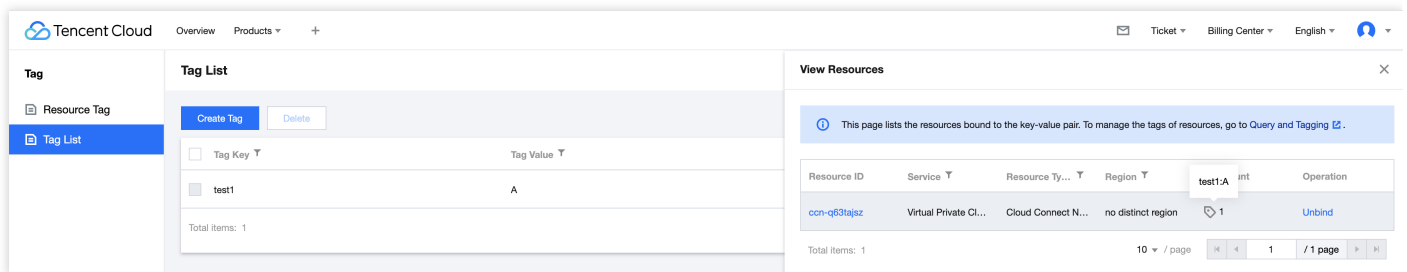 Tencent Cloud Overview Products + Ticket Billing Center English
Tag
Resource Tag
Tag List
Tag List
Create Tag Delete
Tag Key Tag Value
test1 A
Total items: 1
View Resources
This page lists the resources bound to the key-value pair. To manage the tags of resources, go to Query and Tagging.
Resource ID Service Resource Ty... Region Operation
test1:A
ccn-q63tajsz Virtual Private Cl... Cloud Connect N... no distinct region 1 Unbind
Total items: 1 10 / page 1 / 1 page